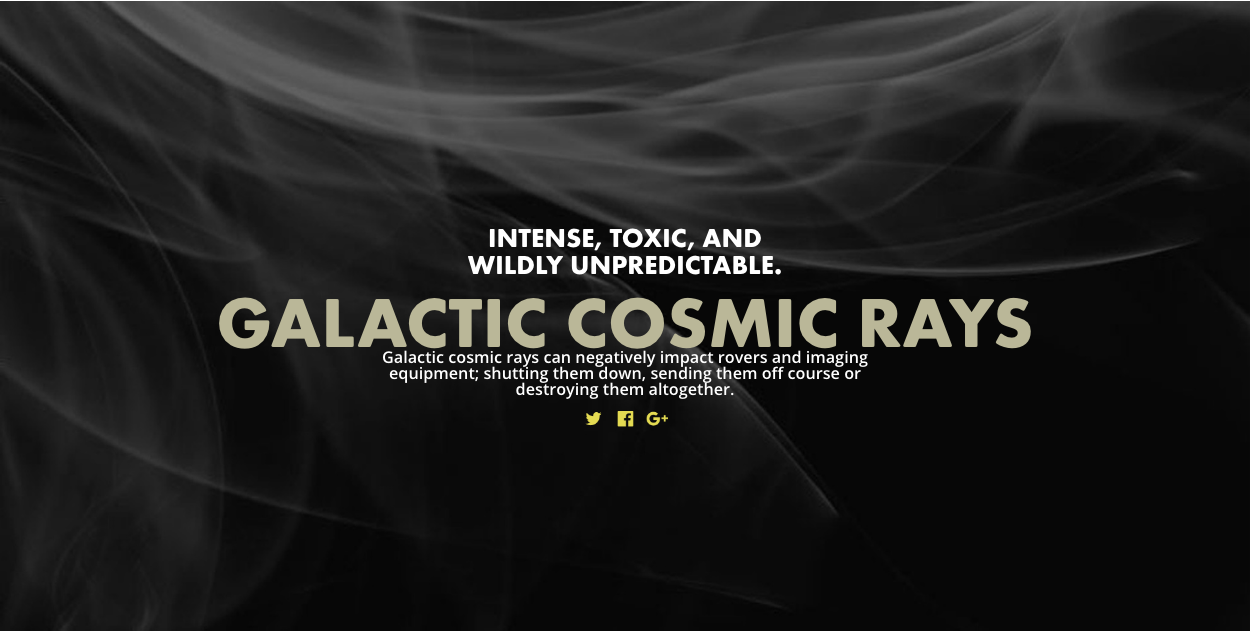 INTENSE, TOXIC, AND
WILDLY UNPREDICTABLE.
GALACTIC COSMIC RAYS
Galactic cosmic rays can negatively impact rovers and imaging
equipment; shutting them down, sending them off course or
destroying them altogether.
G+